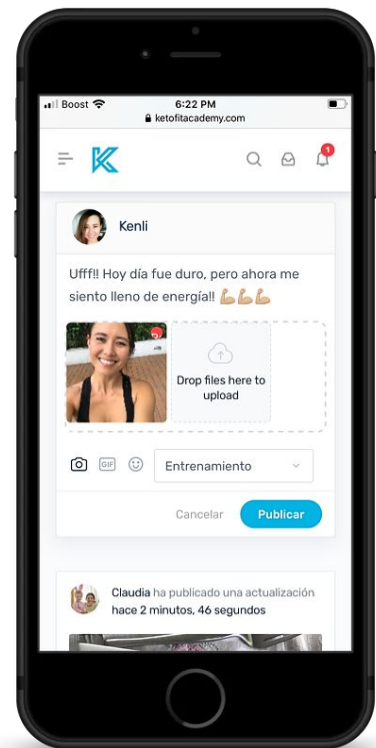 Boost 6:22 PM
ketofitacademy.com
1
Kenli
Ufff!! Hoy día fue duro, pero ahora me
siento lleno de energía!! 💪🏼💪🏼💪🏼
Drop files here to
upload
GIF Entrenamiento
Cancelar Publicar
Claudia ha publicado una actualización
hace 2 minutos, 46 segundos